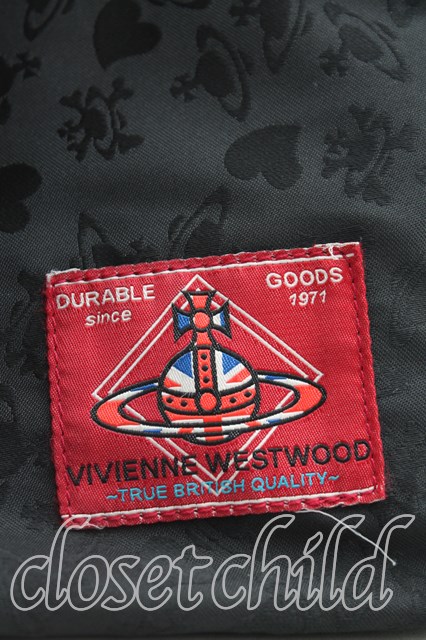 DURABLE GOODS
since 1971
VIVIENNE WESTWOOD
~TRUE BRITISH QUALITY~
closetchild